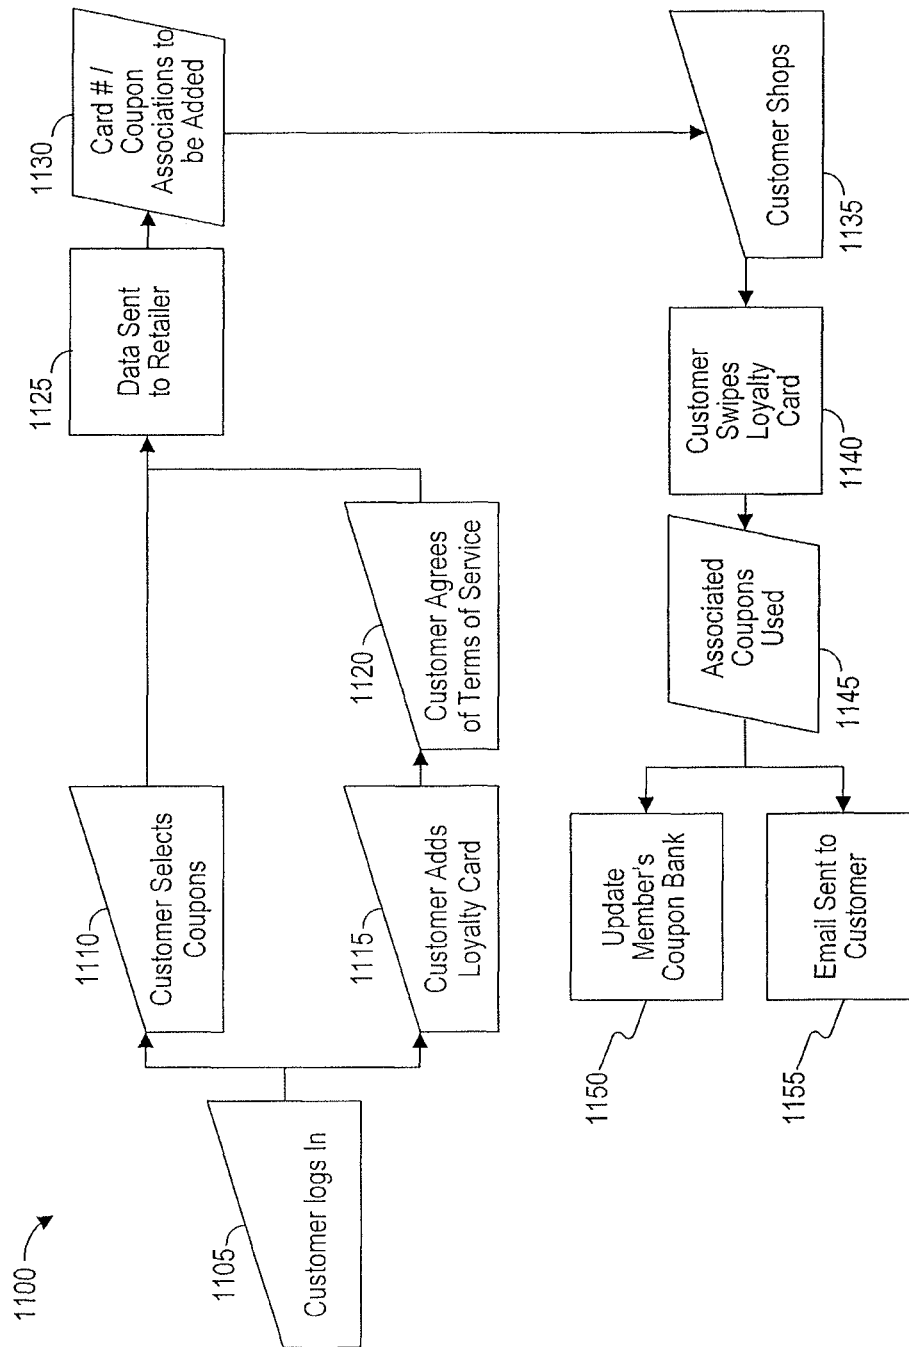 1100
1105
Customer logs In
1110
Customer Selects
Coupons
1115
Customer Adds
Loyalty Card
1120
Customer Agrees
of Terms of Service
1125
Data Sent
to Retailer
1130
Card # /
Coupon
Associations to
be Added
Customer Shops
1135
Customer
Swipes
Loyalty
Card
1140
Associated
Coupons
Used
1145
Update
Member's
Coupon Bank
1150
Email Sent to
Customer
1155